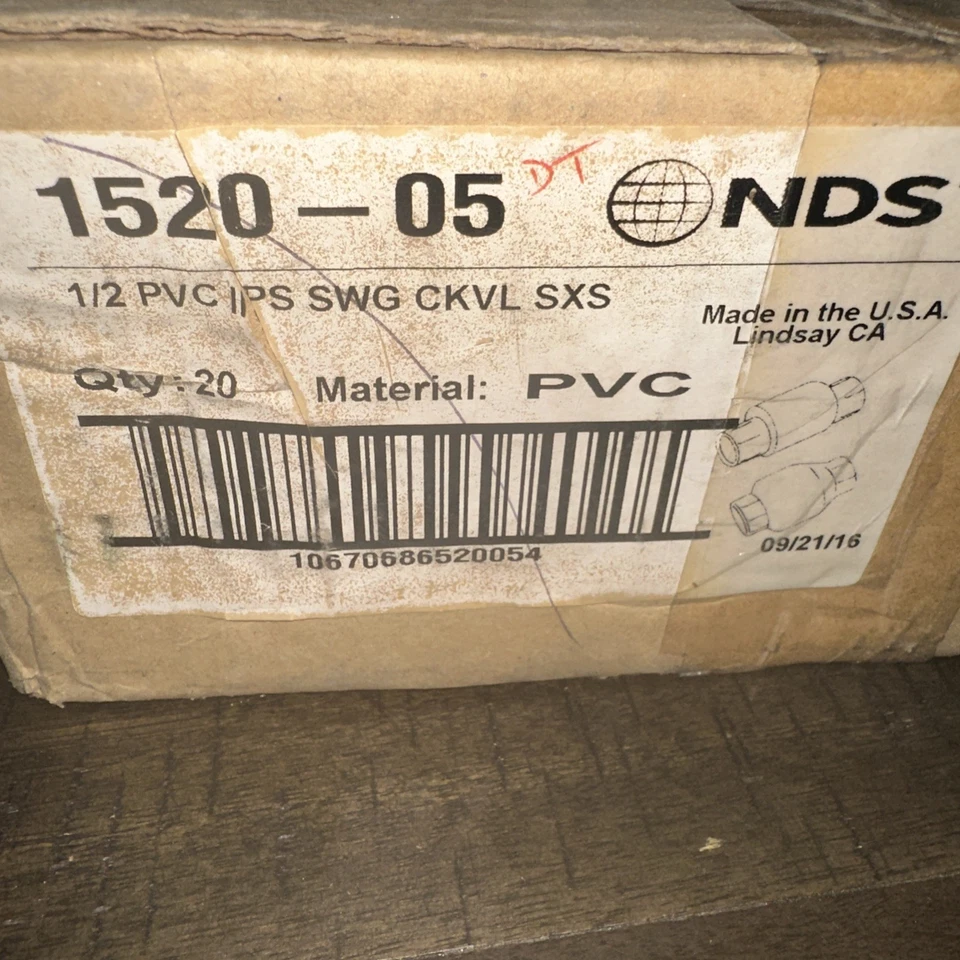 1520 — 05 DT NDS
1/2 PVC IPS SWG CKVL SXS
Made in the U.S.A.
Lindsay CA
Qty : 20 Material: PVC
10670686520054
09/21/16